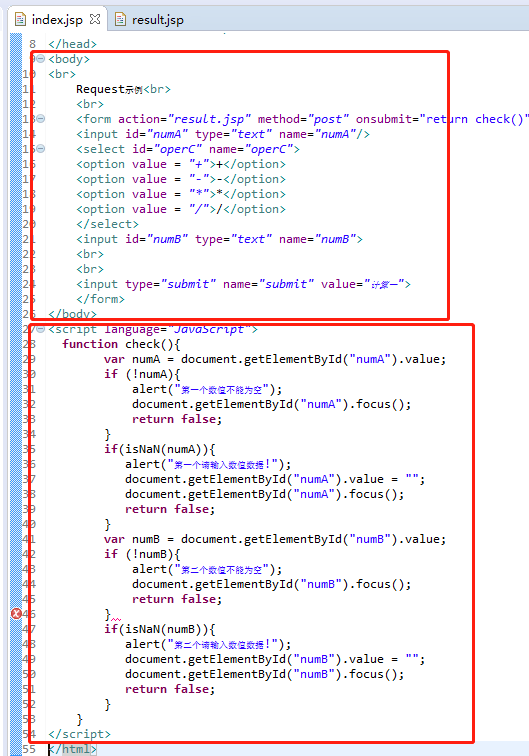 index.jsp
result.jsp
8 </head>
9 <body>
10 <br>
11 Request示例<br>
12 <br>
13 <form action="result.jsp" method="post" onsubmit="return check()"
14 <input id="numA" type="text" name="numA"/>
15 <select id="operC" name="operC">
16 <option value = "+">+</option>
17 <option value = "-">-</option>
18 <option value = "*">*</option>
19 <option value = "/">/</option>
20 </select>
21 <input id="numB" type="text" name="numB">
22 <br>
23 <br>
24 <input type="submit" name="submit" value="计算一">
25 </form>
26 </body>
27 <script language="JavaScript">
28 function check(){
29 var numA = document.getElementById("numA").value;
30 if (!numA){
31 alert("第一个数值不能为空");
32 document.getElementById("numA").focus();
33 return false;
34 }
35 if(isNaN(numA)){
36 alert("第一个请输入数值数据!");
37 document.getElementById("numA").value = "";
38 document.getElementById("numA").focus();
39 return false;
40 }
41 var numB = document.getElementById("numB").value;
42 if (!numB){
43 alert("第二个数值不能为空");
44 document.getElementById("numB").focus();
45 return false;
46 }
47 if(isNaN(numB)){
48 alert("第二个请输入数值数据!");
49 document.getElementById("numB").value = "";
50 document.getElementById("numB").focus();
51 return false;
52 }
53 }
54 </script>
55 </html>